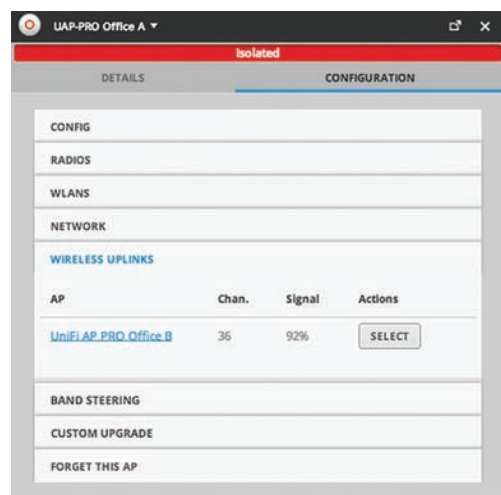 UAP-PRO Office A
Isolated
DETAILS CONFIGURATION
CONFIG
RADIOS
WLANS
NETWORK
WIRELESS UPLINKS
AP Chan. Signal Actions
UniFi AP PRO Office B 36 92% SELECT
BAND STEERING
CUSTOM UPGRADE
FORGET THIS AP